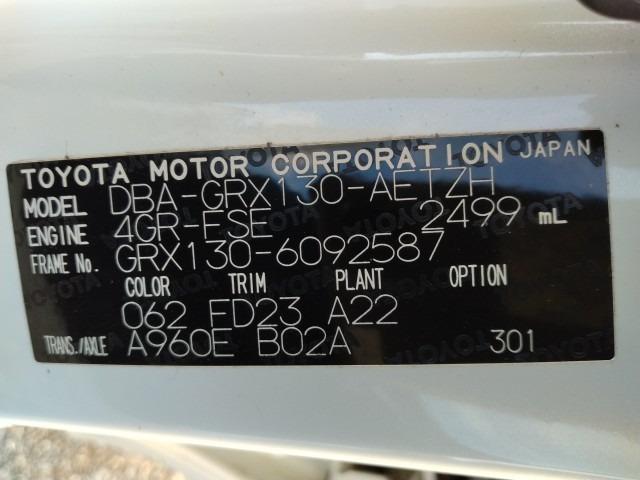 TOYOTA MOTOR CORPORATION JAPAN
MODEL DBA-GRX130-AETZH
ENGINE 4GR-FSE 2499 mL
FRAME No. GRX130-6092587
COLOR TRIM PLANT OPTION
062 FD23 A22
TRANS./AXLE A960E B02A 301